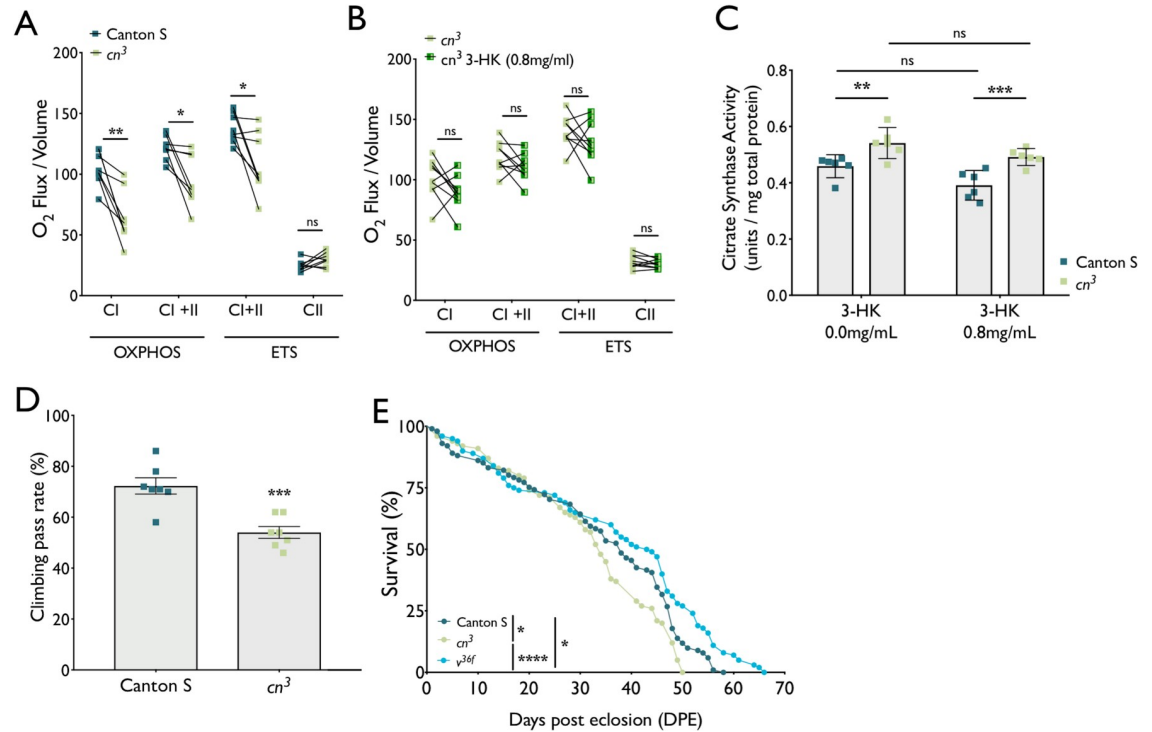 A
Canton S
cn3
O2 Flux / Volume
200
150
100
50
0
**
*
*
ns
CI
CI +II
CI+II
CII
OXPHOS
ETS
B
cn3
cn3 3-HK (0.8mg/ml)
O2 Flux / Volume
200
150
100
50
0
ns
ns
ns
ns
CI
CI +II
CI+II
CII
OXPHOS
ETS
C
ns
ns
**
***
Citrate Synthase Activity
(units / mg total protein)
0.8
0.6
0.4
0.2
0.0
3-HK
0.0mg/mL
3-HK
0.8mg/mL
Canton S
cn3
D
Climbing pass rate (%)
100
80
60
40
20
0
***
Canton S
cn3
E
Survival (%)
100
75
50
25
0
Canton S
cn3
v36f
*
****
*
0
10
20
30
40
50
60
70
Days post eclosion (DPE)